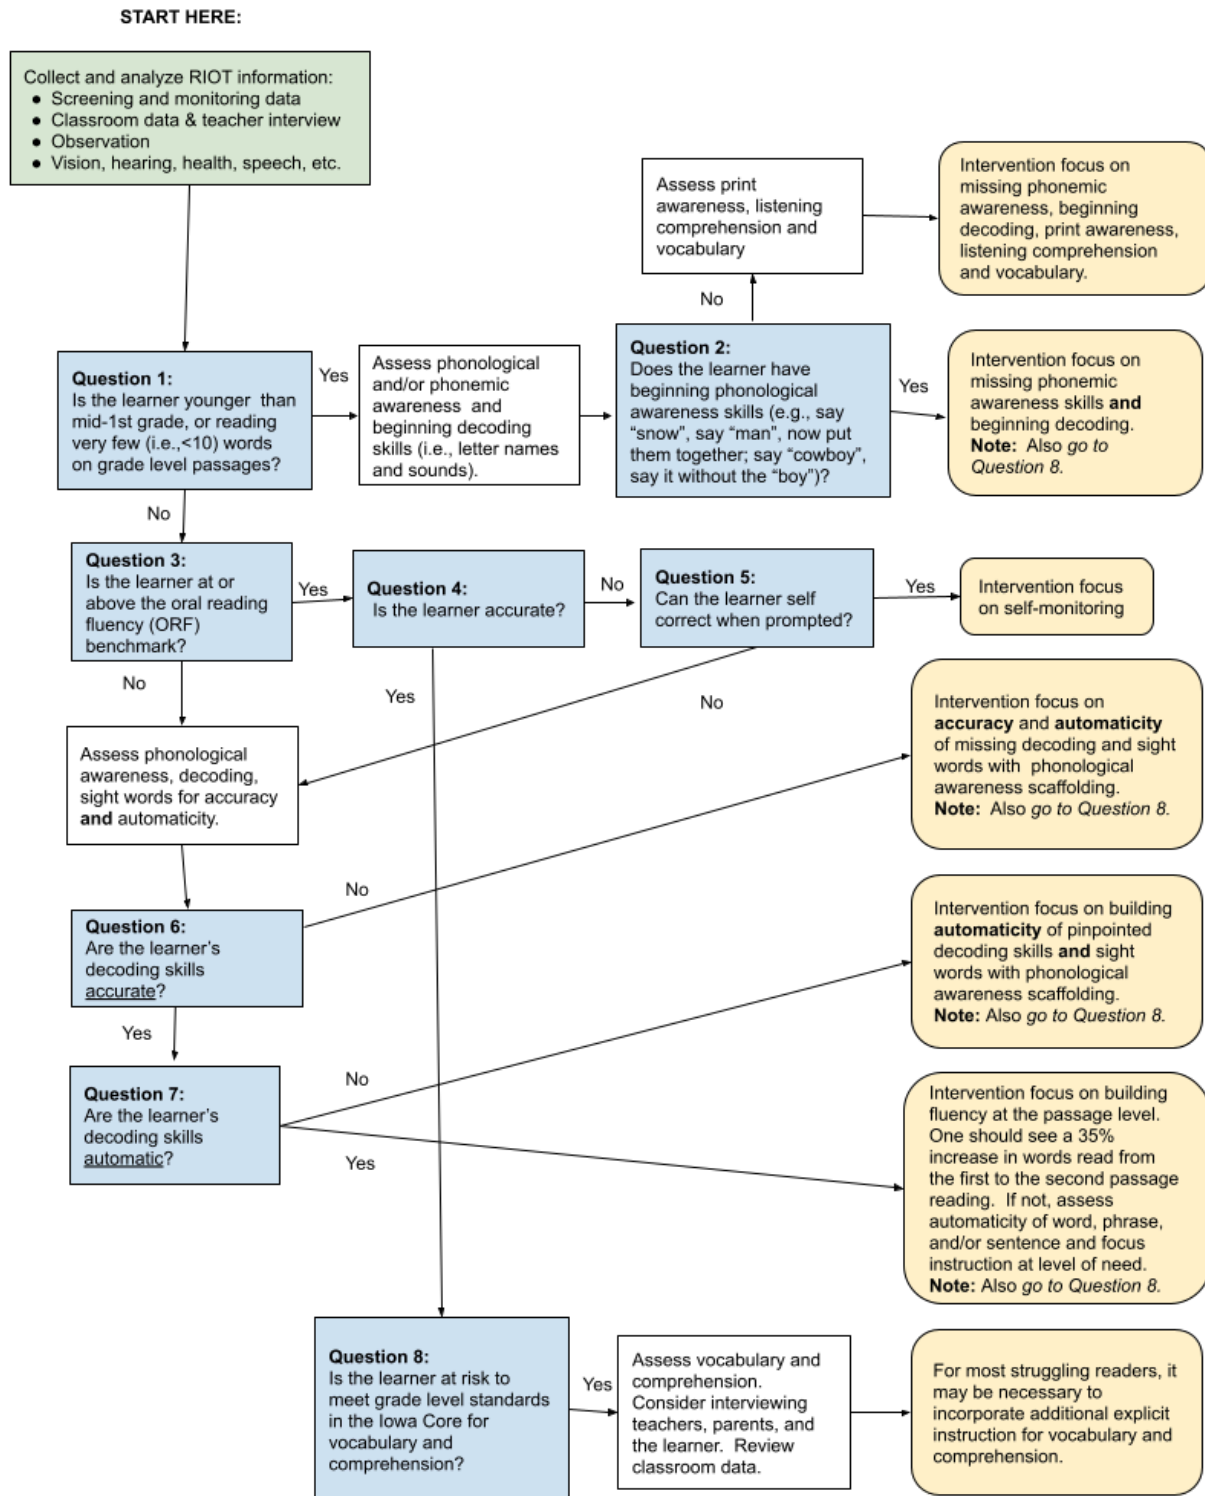 START HERE:
Collect and analyze RIOT information:
● Screening and monitoring data
● Classroom data & teacher interview
● Observation
● Vision, hearing, health, speech, etc.
Assess print
awareness, listening
comprehension and
vocabulary
Intervention focus on
missing phonemic
awareness, beginning
decoding, print awareness,
listening comprehension
and vocabulary.
No
Question 1:
Is the learner younger than
mid-1st grade, or reading
very few (i.e.,<10) words
on grade level passages?
Yes
Assess phonological
and/or phonemic
awareness and
beginning decoding
skills (i.e., letter names
and sounds).
Question 2:
Does the learner have
beginning phonological
awareness skills (e.g., say
“snow”, say “man”, now put
them together; say “cowboy”,
say it without the “boy”)?
Yes
Intervention focus on
missing phonemic
awareness skills and
beginning decoding.
Note: Also go to
Question 8.
No
Question 3:
Is the learner at or
above the oral reading
fluency (ORF)
benchmark?
Yes
Question 4:
Is the learner accurate?
No
Question 5:
Can the learner self
correct when prompted?
Yes
Intervention focus
on self-monitoring
No
Yes
No
Assess phonological
awareness, decoding,
sight words for accuracy
and automaticity.
Intervention focus on
accuracy and automaticity
of missing decoding and sight
words with phonological
awareness scaffolding.
Note: Also go to Question 8.
No
Question 6:
Are the learner’s
decoding skills
accurate?
Intervention focus on building
automaticity of pinpointed
decoding skills and sight
words with phonological
awareness scaffolding.
Note: Also go to Question 8.
Yes
Question 7:
Are the learner’s
decoding skills
automatic?
No
Yes
Intervention focus on building
fluency at the passage level.
One should see a 35%
increase in words read from
the first to the second passage
reading. If not, assess
automaticity of word, phrase,
and/or sentence and focus
instruction at level of need.
Note: Also go to Question 8.
Question 8:
Is the learner at risk to
meet grade level standards
in the Iowa Core for
vocabulary and
comprehension?
Yes
Assess vocabulary and
comprehension.
Consider interviewing
teachers, parents, and
the learner. Review
classroom data.
For most struggling readers, it
may be necessary to
incorporate additional explicit
instruction for vocabulary and
comprehension.